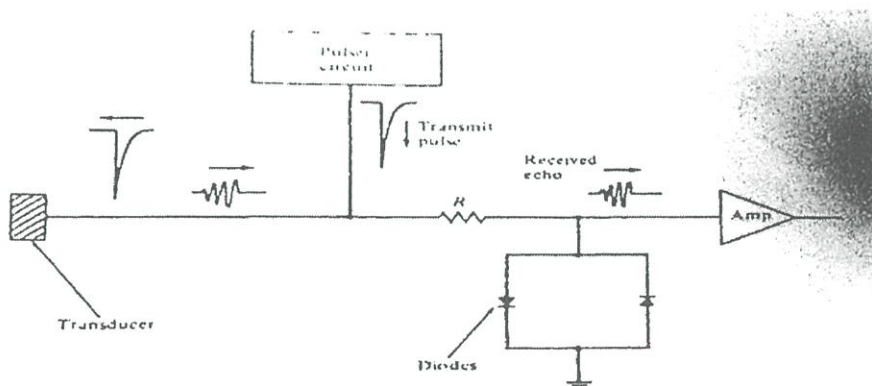 Pulser
circuit
Transmit
pulse
Received
echo
R
Amp
Transducer
Diodes